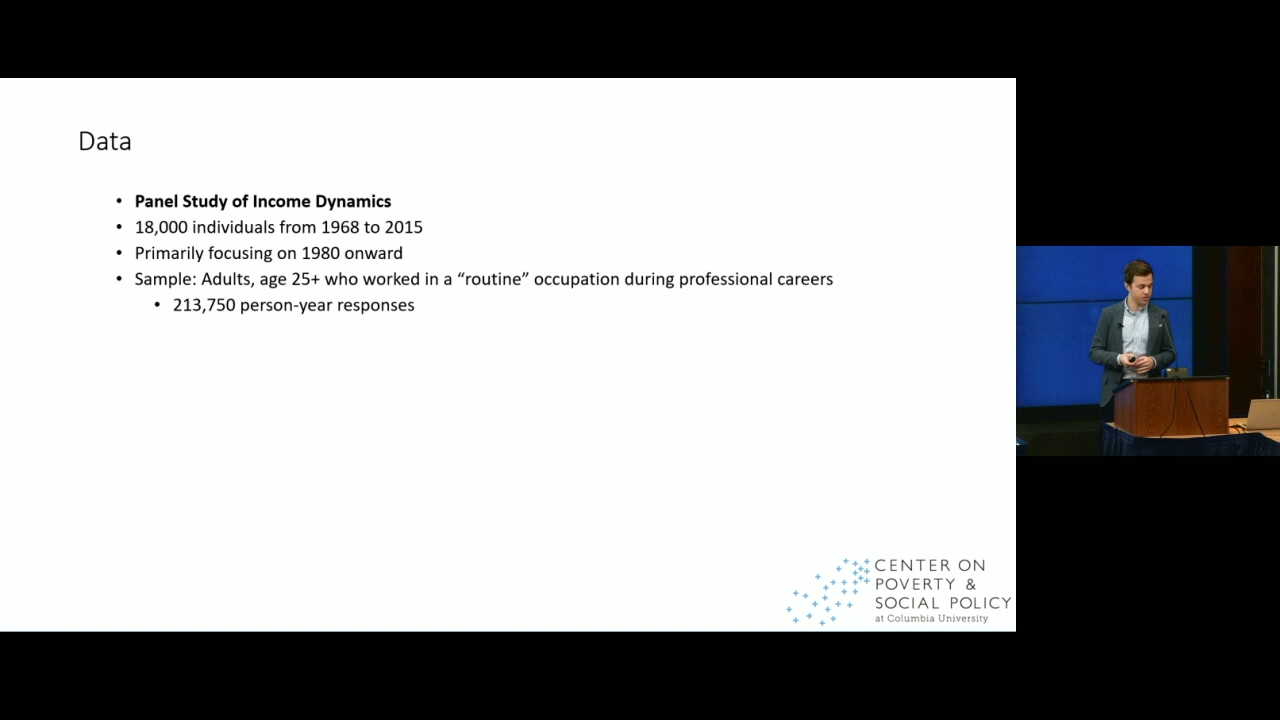 Data
• Panel Study of Income Dynamics
• 18,000 individuals from 1968 to 2015
• Primarily focusing on 1980 onward
• Sample: Adults, age 25+ who worked in a “routine” occupation during professional careers
• 213,750 person-year responses
CENTER ON
POVERTY &
SOCIAL POLICY
at Columbia University